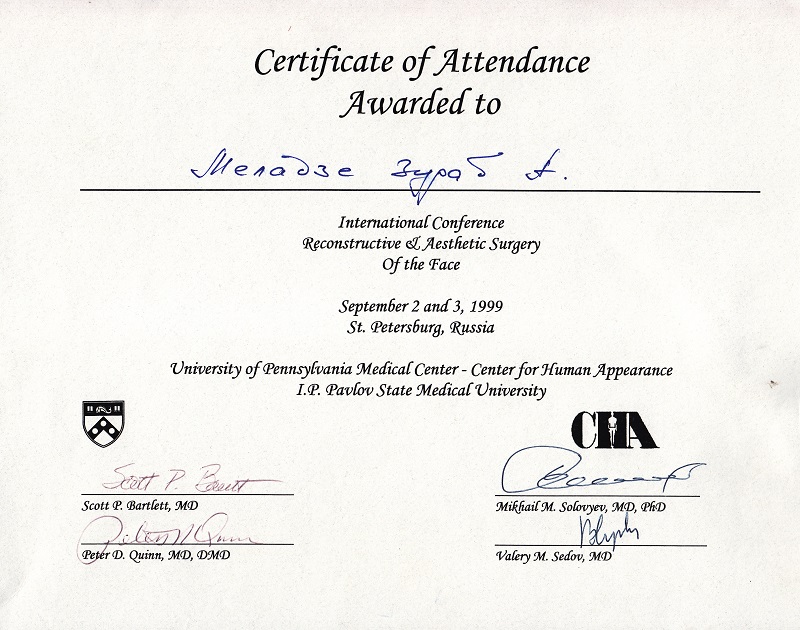 Certificate of Attendance
Awarded to
Меладзе Зураб А.
International Conference
Reconstructive & Aesthetic Surgery
Of the Face
September 2 and 3, 1999
St. Petersburg, Russia
University of Pennsylvania Medical Center - Center for Human Appearance
I.P. Pavlov State Medical University
CHA
Scott P. Bartlett, MD
Mikhail M. Solovyev, MD, PhD
Peter D. Quinn, MD, DMD
Valery M. Sedov, MD